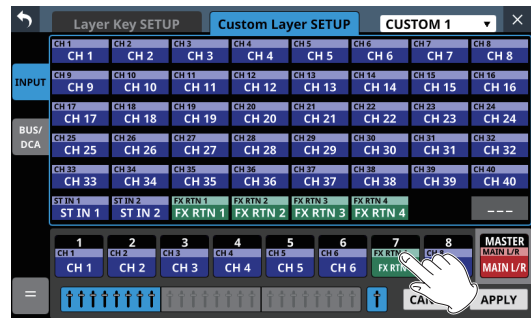 Layer Key SETUP Custom Layer SETUP CUSTOM 1
CH 1 CH 2 CH 3 CH 4 CH 5 CH 6 CH 7 CH 8
CH 1 CH 2 CH 3 CH 4 CH 5 CH 6 CH 7 CH 8
INPUT
CH 9 CH 10 CH 11 CH 12 CH 13 CH 14 CH 15 CH 16
CH 9 CH 10 CH 11 CH 12 CH 13 CH 14 CH 15 CH 16
CH 17 CH 18 CH 19 CH 20 CH 21 CH 22 CH 23 CH 24
CH 17 CH 18 CH 19 CH 20 CH 21 CH 22 CH 23 CH 24
BUS/
DCA
CH 25 CH 26 CH 27 CH 28 CH 29 CH 30 CH 31 CH 32
CH 25 CH 26 CH 27 CH 28 CH 29 CH 30 CH 31 CH 32
CH 33 CH 34 CH 35 CH 36 CH 37 CH 38 CH 39 CH 40
CH 33 CH 34 CH 35 CH 36 CH 37 CH 38 CH 39 CH 40
ST IN 1 ST IN 2 FX RTN 1 FX RTN 2 FX RTN 3 FX RTN 4
ST IN 1 ST IN 2 FX RTN 1 FX RTN 2 FX RTN 3 FX RTN 4 ---
1 2 3 4 5 6 7 8 MASTER
CH 1 CH 2 CH 3 CH 4 CH 5 CH 6 FX RTN MAIN L/R
CH 1 CH 2 CH 3 CH 4 CH 5 CH 6 FX RTN MAIN L/R
APPLY